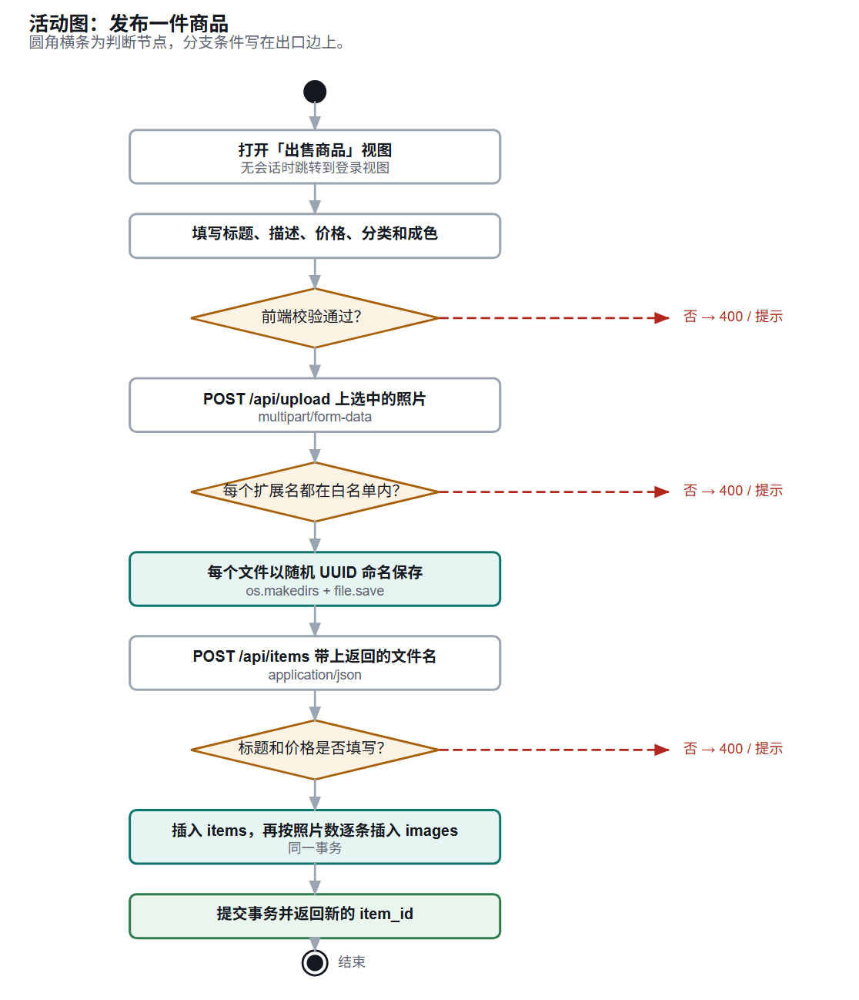 活动图：发布一件商品
圆角横条为判断节点，分支条件写在出口边上。
打开「出售商品」视图
无会话时跳转到登录视图
填写标题、描述、价格、分类和成色
前端校验通过？
否 → 400 / 提示
POST /api/upload 上选中的照片
multipart/form-data
每个扩展名都在白名单内？
否 → 400 / 提示
每个文件以随机 UUID 命名保存
os.makedirs + file.save
POST /api/items 带上返回的文件名
application/json
标题和价格是否填写？
否 → 400 / 提示
插入 items，再按照片数逐条插入 images
同一事务
提交事务并返回新的 item_id
结束